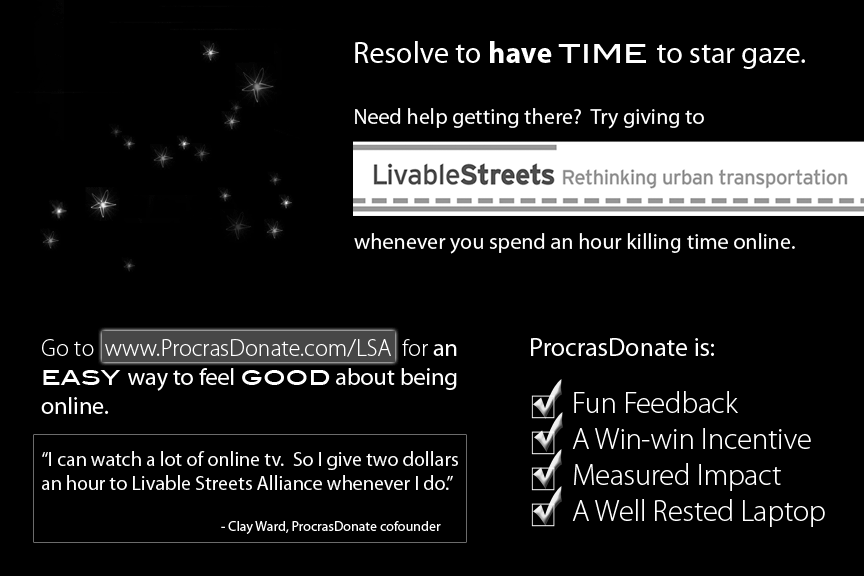 Resolve to have TIME to star gaze.
Need help getting there? Try giving to
LivableStreets Rethinking urban transportation
whenever you spend an hour killing time online.
Go to www.ProcrasDonate.com/LSA for an
EASY way to feel GOOD about being
online.
“I can watch a lot of online tv. So I give two dollars
an hour to Livable Streets Alliance whenever I do.”
- Clay Ward, ProcrasDonate cofounder
ProcrasDonate is:
Fun Feedback
A Win-win Incentive
Measured Impact
A Well Rested Laptop